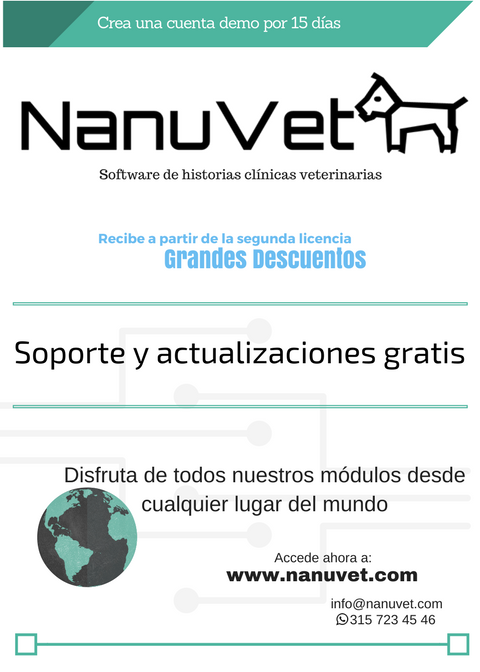 Crea una cuenta demo por 15 días
NanuVet
Software de historias clínicas veterinarias
Recibe a partir de la segunda licencia
Grandes Descuentos
Soporte y actualizaciones gratis
Disfruta de todos nuestros módulos desde
cualquier lugar del mundo
Accede ahora a:
www.nanuvet.com
info@nanuvet.com
315 723 45 46